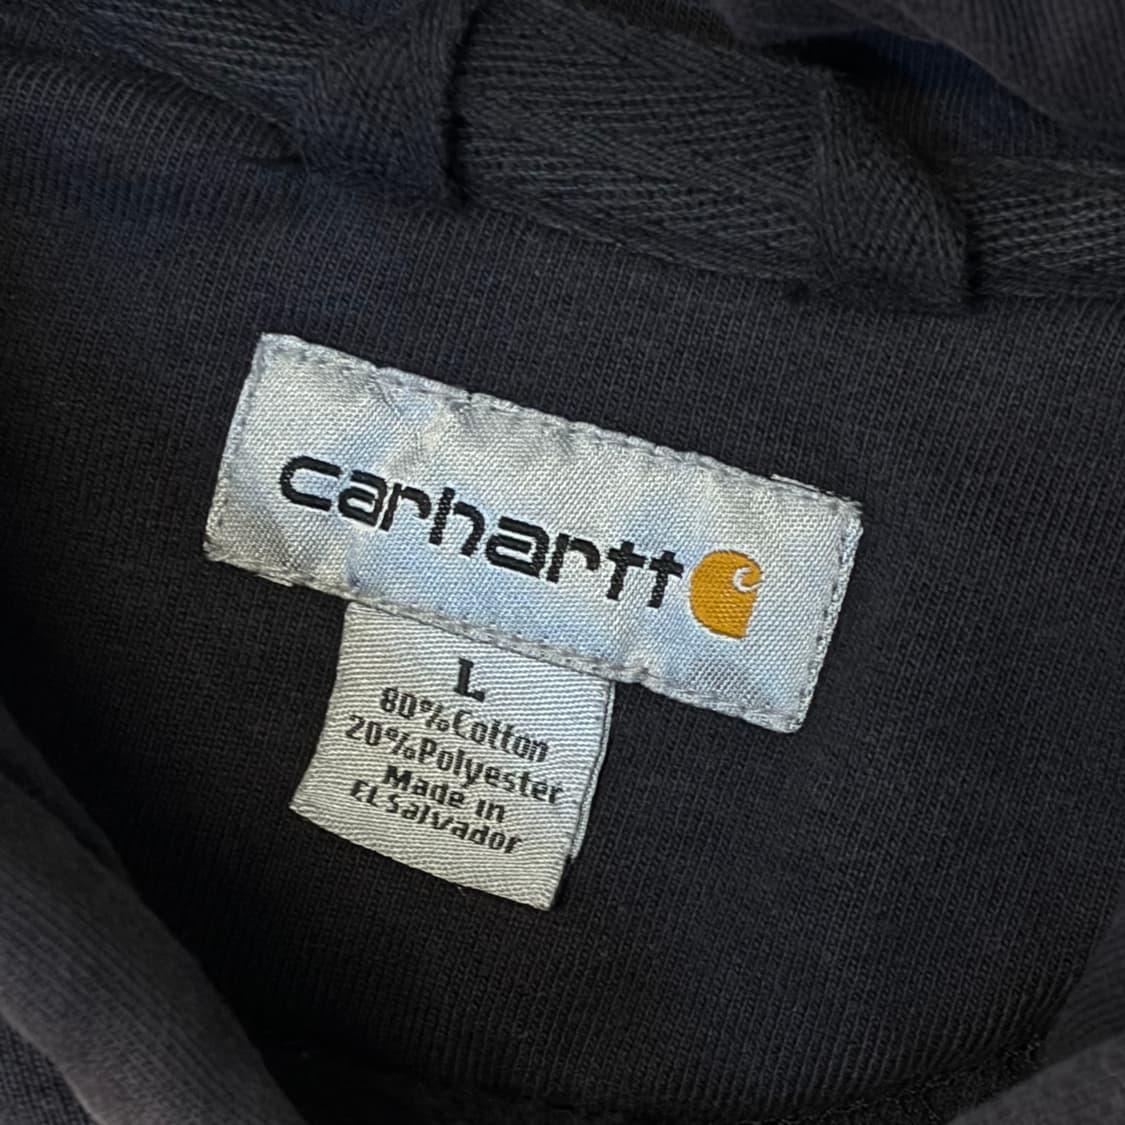 carhartt
L
80%Cotton
20%Polyester
Made in
EL Salvador